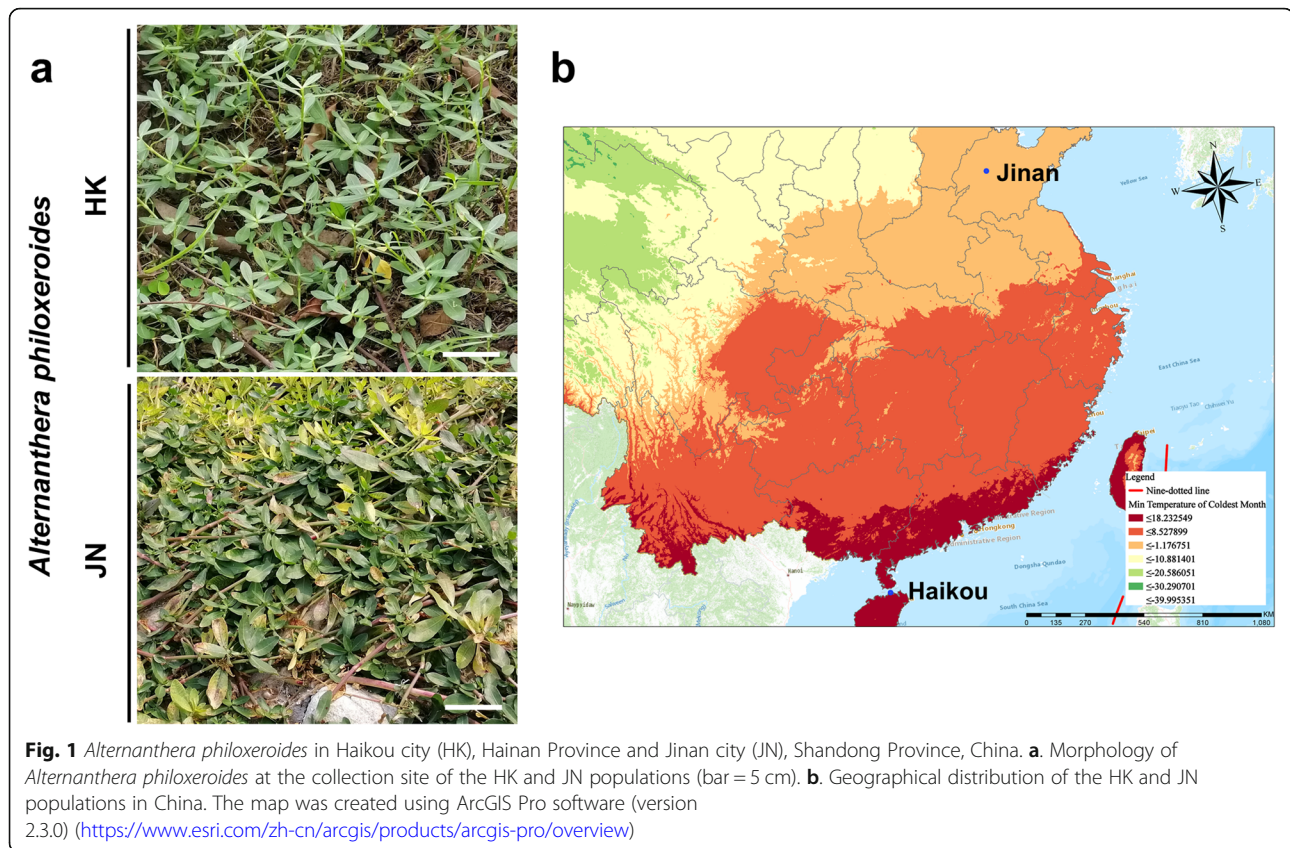 a
b
Alternanthera philoxeroides
HK
JN
Jinan
Haikou
N
W
E
S
Yellow Sea
Shanghai
East China Sea
Hanoi
Dongsha Qundao
South China Sea
Legend
Nine-dotted line
Min Temperature of Coldest Month
≤18.232549
≤8.527899
≤-1.176751
≤-10.881401
≤-20.586051
≤-30.290701
≤-39.995351
KM
0 135 270 540 810 1,080
Fig. 1 Alternanthera philoxeroides in Haikou city (HK), Hainan Province and Jinan city (JN), Shandong Province, China. a. Morphology of
Alternanthera philoxeroides at the collection site of the HK and JN populations (bar = 5 cm). b. Geographical distribution of the HK and JN
populations in China. The map was created using ArcGIS Pro software (version
2.3.0) (https://www.esri.com/zh-cn/arcgis/products/arcgis-pro/overview)